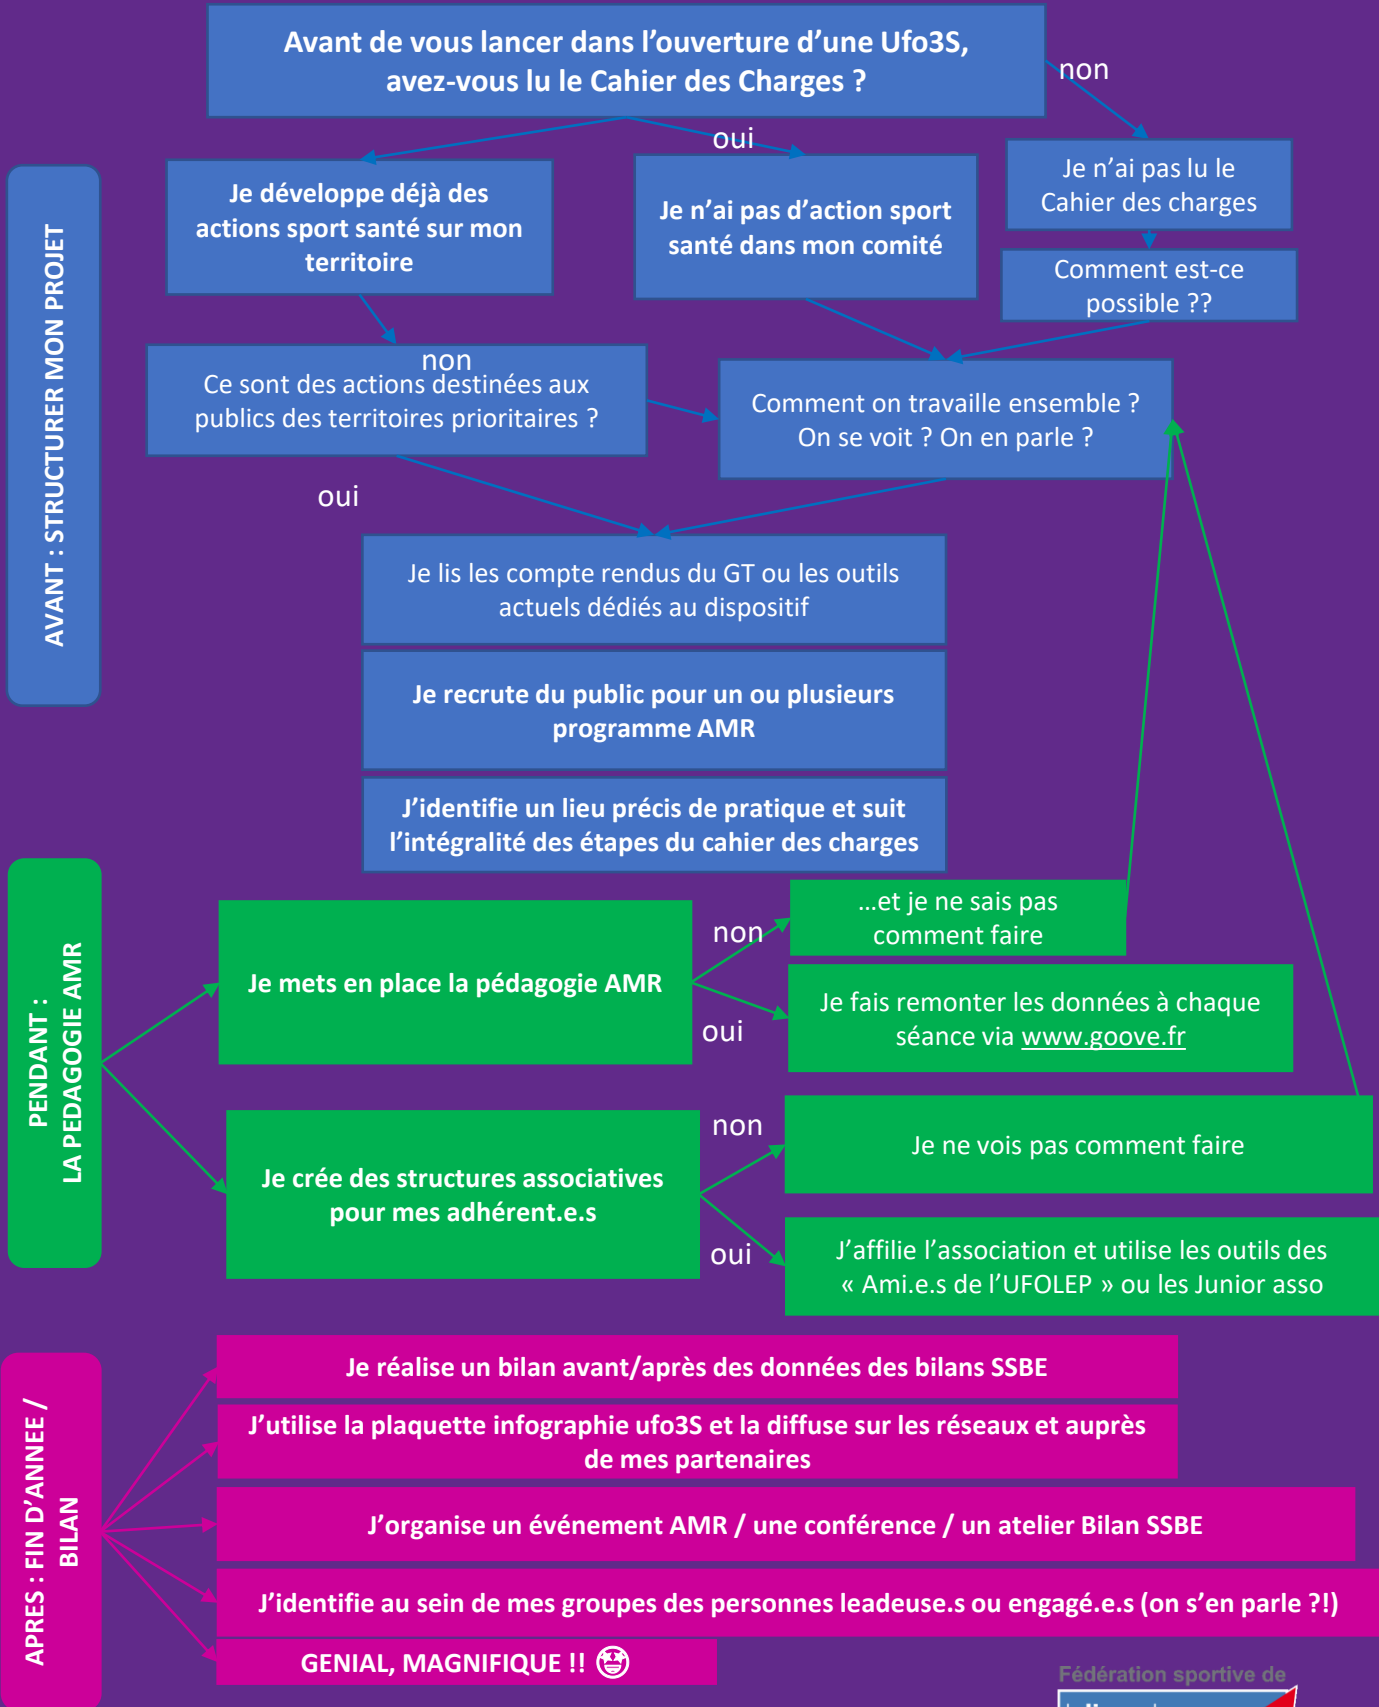 Avant de vous lancer dans l’ouverture d’une Ufo3S,
avez-vous lu le Cahier des Charges ?
non
oui
AVANT : STRUCTURER MON PROJET
Je développe déjà des
actions sport santé sur mon
territoire
Je n’ai pas d’action sport
santé dans mon comité
Je n’ai pas lu le
Cahier des charges
Comment est-ce
possible ??
non
Ce sont des actions destinées aux
publics des territoires prioritaires ?
Comment on travaille ensemble ?
On se voit ? On en parle ?
oui
Je lis les compte rendus du GT ou les outils
actuels dédiés au dispositif
Je recrute du public pour un ou plusieurs
programme AMR
J’identifie un lieu précis de pratique et suit
l’intégralité des étapes du cahier des charges
PENDANT :
LA PEDAGOGIE AMR
Je mets en place la pédagogie AMR
non
…et je ne sais pas
comment faire
oui
Je fais remonter les données à chaque
séance via www.goove.fr
Je crée des structures associatives
pour mes adhérent.e.s
non
Je ne vois pas comment faire
oui
J’affilie l’association et utilise les outils des
« Ami.e.s de l’UFOLEP » ou les Junior asso
APRES : FIN D’ANNEE /
BILAN
Je réalise un bilan avant/après des données des bilans SSBE
J’utilise la plaquette infographie ufo3S et la diffuse sur les réseaux et auprès
de mes partenaires
J’organise un événement AMR / une conférence / un atelier Bilan SSBE
J’identifie au sein de mes groupes des personnes leadeuse.s ou engagé.e.s (on s’en parle ?!)
GENIAL, MAGNIFIQUE !! 🤩
Fédération sportive de